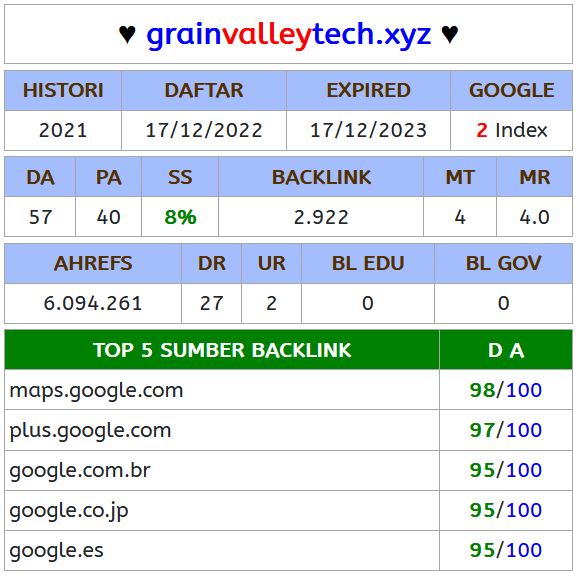 ♥ grainvalleytech.xyz ♥
HISTORI DAFTAR EXPIRED GOOGLE
2021 17/12/2022 17/12/2023 2 Index
DA PA SS BACKLINK MT MR
57 40 8% 2.922 4 4.0
AHREFS DR UR BL EDU BL GOV
6.094.261 27 2 0 0
TOP 5 SUMBER BACKLINK D A
maps.google.com 98/100
plus.google.com 97/100
google.com.br 95/100
google.co.jp 95/100
google.es 95/100